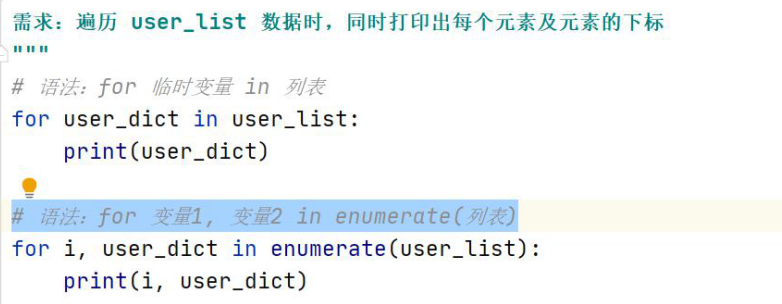 需求：遍历 user_list 数据时，同时打印出每个元素及元素的下标
"""
# 语法：for 临时变量 in 列表
for user_dict in user_list:
    print(user_dict)
# 语法：for 变量1, 变量2 in enumerate(列表)
for i, user_dict in enumerate(user_list):
    print(i, user_dict)